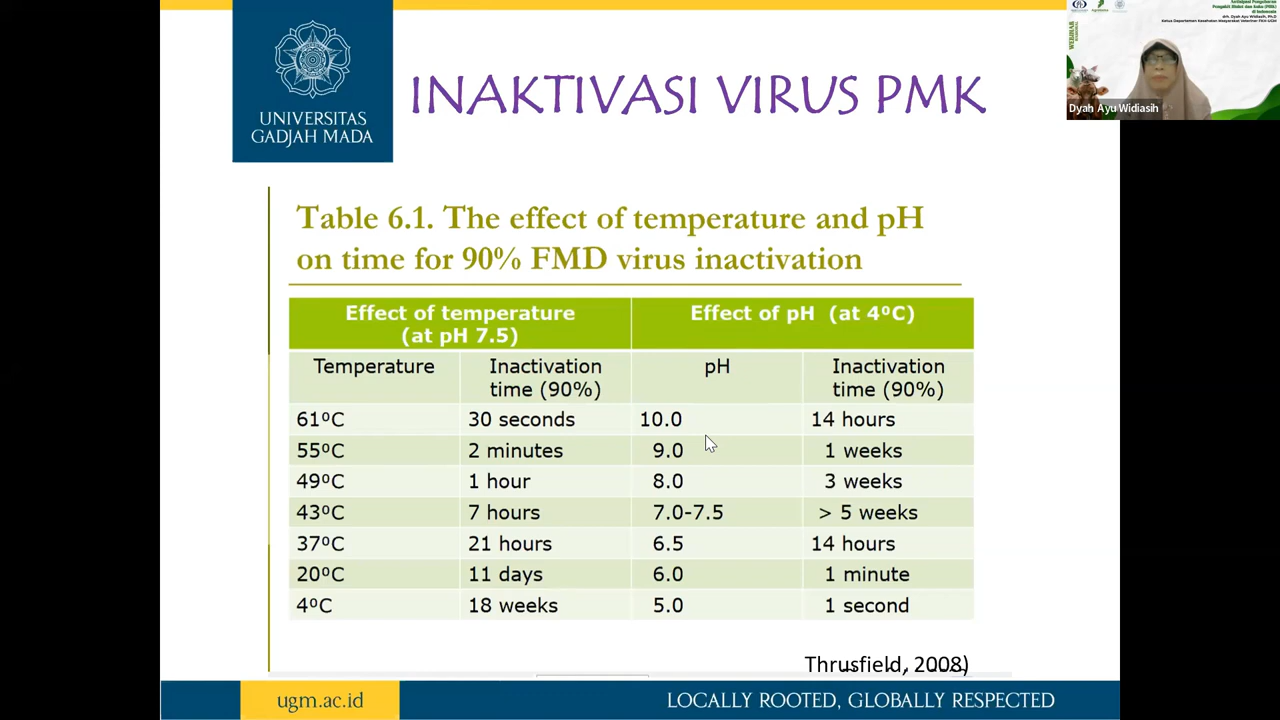 UNIVERSITAS
GADJAH MADA
INAKTIVASI VIRUS PMK
Dyah Ayu Widiasih
Table 6.1. The effect of temperature and pH
on time for 90% FMD virus inactivation
Effect of temperature
(at pH 7.5)
Effect of pH (at 4ºC)
Temperature
Inactivation
time (90%)
pH
Inactivation
time (90%)
61ºC 30 seconds 10.0 14 hours
55ºC 2 minutes 9.0 1 weeks
49ºC 1 hour 8.0 3 weeks
43ºC 7 hours 7.0-7.5 > 5 weeks
37ºC 21 hours 6.5 14 hours
20ºC 11 days 6.0 1 minute
4ºC 18 weeks 5.0 1 second
Thrusfield, 2008)
ugm.ac.id
LOCALLY ROOTED, GLOBALLY RESPECTED